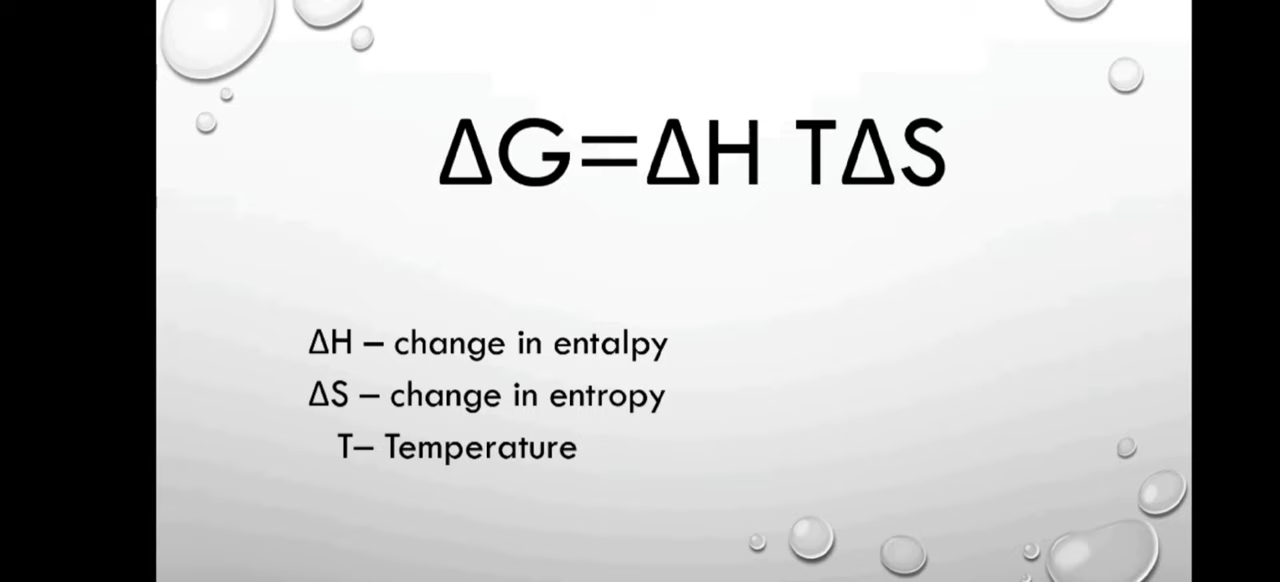 ΔG=ΔH TΔS
ΔH – change in entalpy
ΔS – change in entropy
T– Temperature